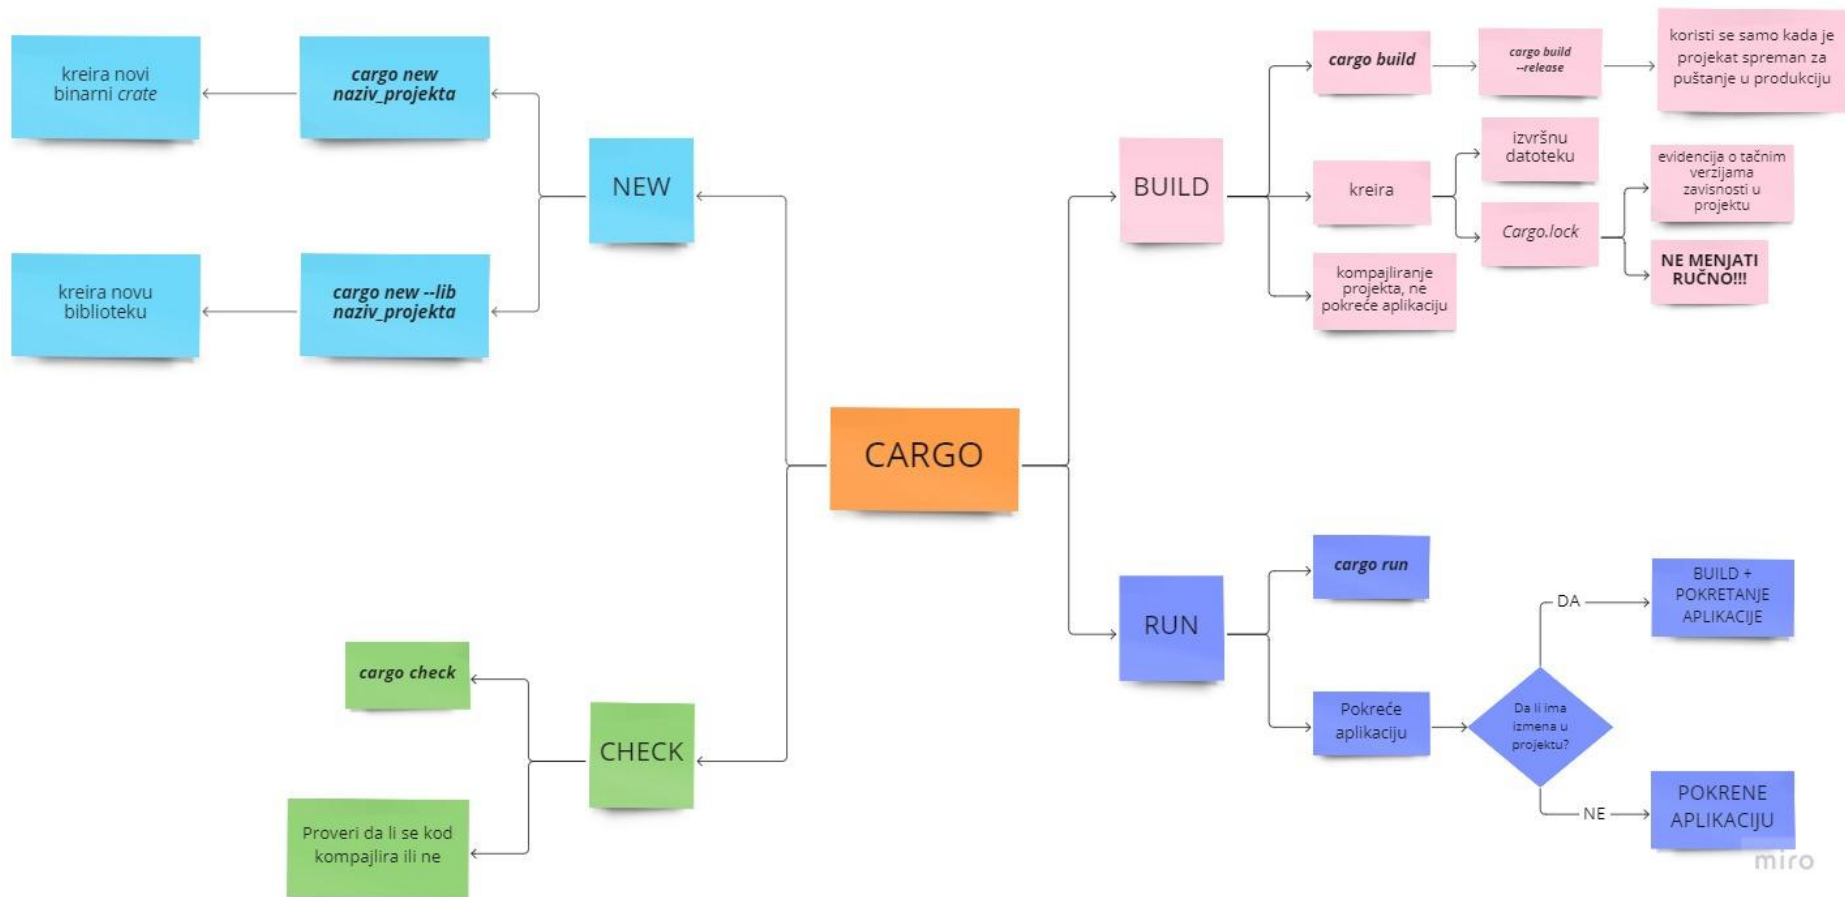 kreira novi
binarni crate
cargo new
naziv_projekta
NEW
kreira novu
biblioteku
cargo new --lib
naziv_projekta
BUILD
cargo build
cargo build
--release
koristi se samo kada je
projekat spreman za
puštanje u produkciju
kreira
izvršnu
datoteku
Cargo.lock
evidencija o tačnim
verzijama
zavisnosti u
projektu
NE MENJATI
RUČNO!!!
kompajliranje
projekta, ne
pokreće aplikaciju
CARGO
cargo check
CHECK
Proveri da li se kod
kompajlira ili ne
RUN
cargo run
Pokreće
aplikaciju
Da li ima
izmena u
projektu?
DA
BUILD +
POKRETANJE
APLIKACIJE
NE
POKRENE
APLIKACIJU
miro